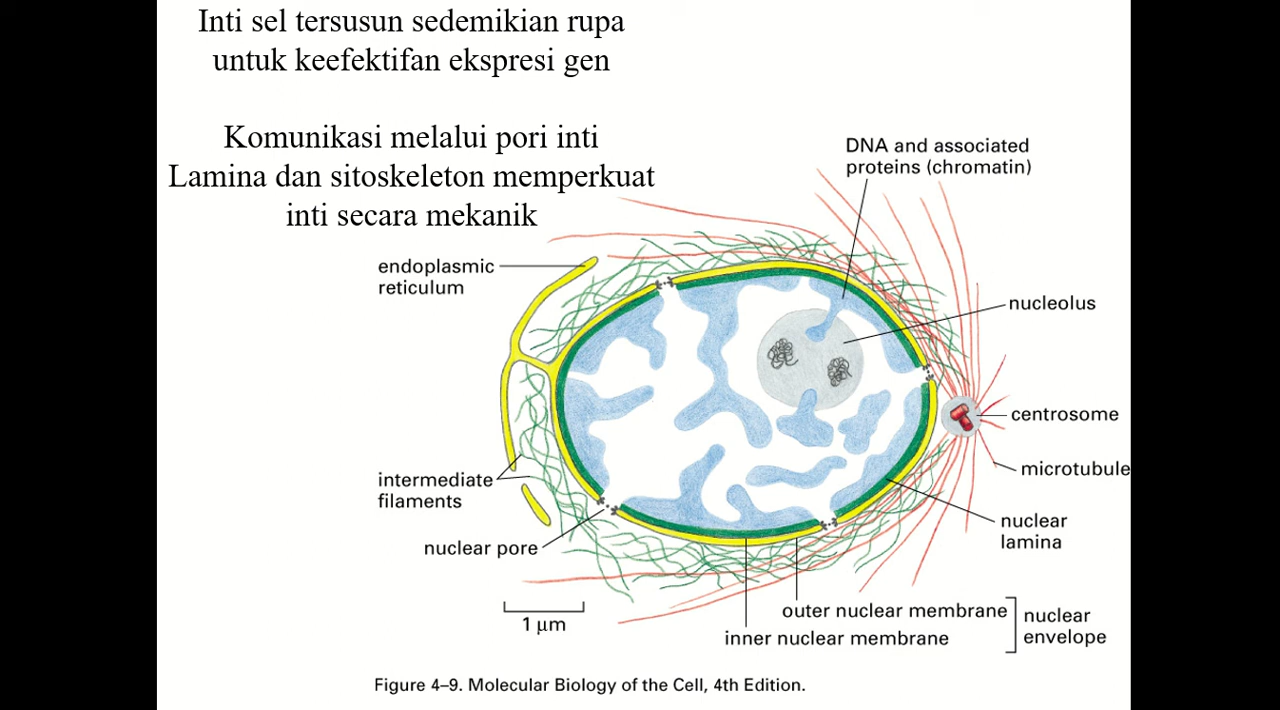 Inti sel tersusun sedemikian rupa
untuk keefektifan ekspresi gen
Komunikasi melalui pori inti
Lamina dan sitoskeleton memperkuat
inti secara mekanik
DNA and associated
proteins (chromatin)
endoplasmic
reticulum
nucleolus
centrosome
microtubule
intermediate
filaments
nuclear
lamina
nuclear pore
outer nuclear membrane
inner nuclear membrane
nuclear
envelope
1 µm
Figure 4–9. Molecular Biology of the Cell, 4th Edition.